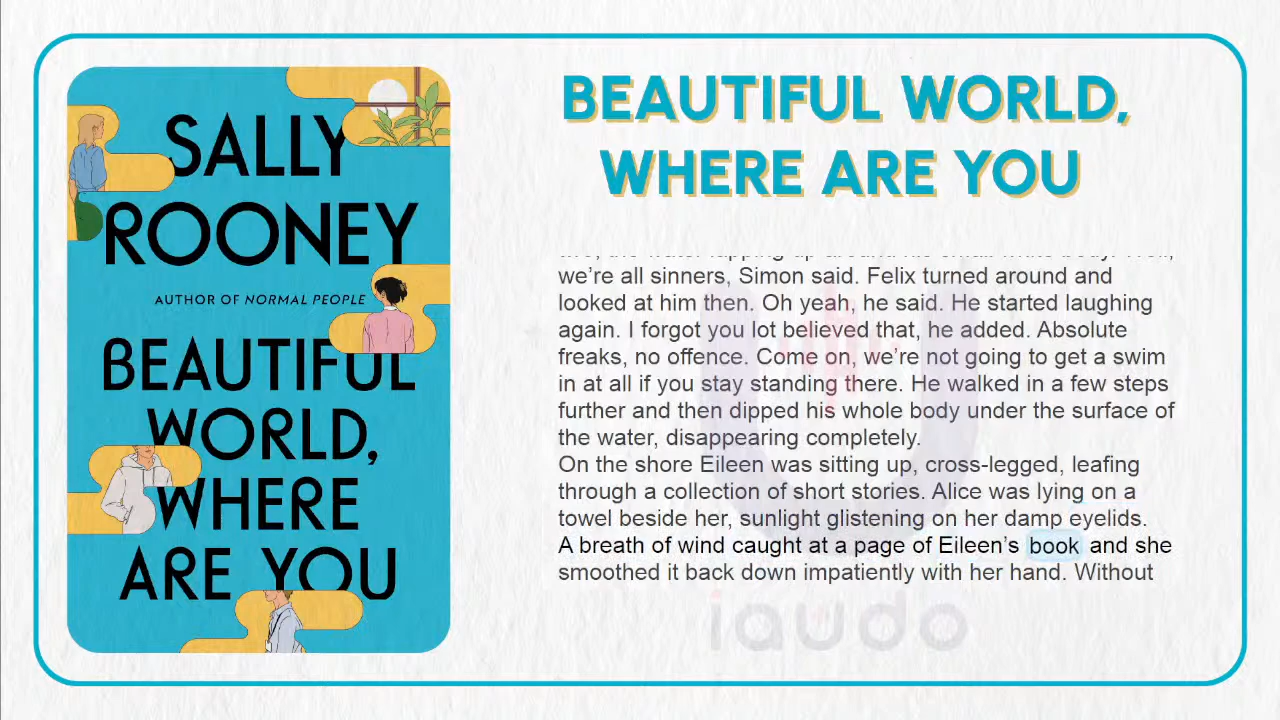 SALLY
ROONEY
AUTHOR OF NORMAL PEOPLE
BEAUTIFUL
WORLD,
WHERE
ARE YOU
BEAUTIFUL WORLD,
WHERE ARE YOU
we’re all sinners, Simon said. Felix turned around and
looked at him then. Oh yeah, he said. He started laughing
again. I forgot you lot believed that, he added. Absolute
freaks, no offence. Come on, we’re not going to get a swim
in at all if you stay standing there. He walked in a few steps
further and then dipped his whole body under the surface of
the water, disappearing completely.
On the shore Eileen was sitting up, cross-legged, leafing
through a collection of short stories. Alice was lying on a
towel beside her, sunlight glistening on her damp eyelids.
A breath of wind caught at a page of Eileen’s book and she
smoothed it back down impatiently with her hand. Without
iaudo